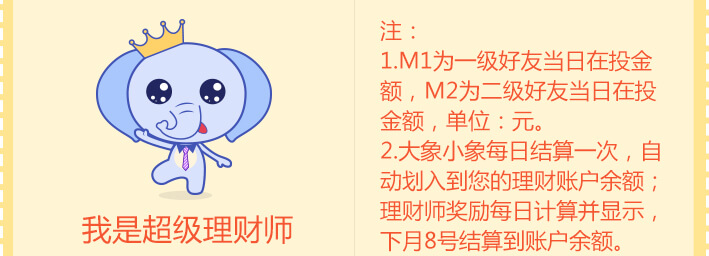 我是超级理财师
注：
1.M1为一级好友当日在投金
额，M2为二级好友当日在投
金额，单位：元。
2.大象小象每日结算一次，自
动划入到您的理财账户余额；
理财师奖励每日计算并显示，
下月8号结算到账户余额。